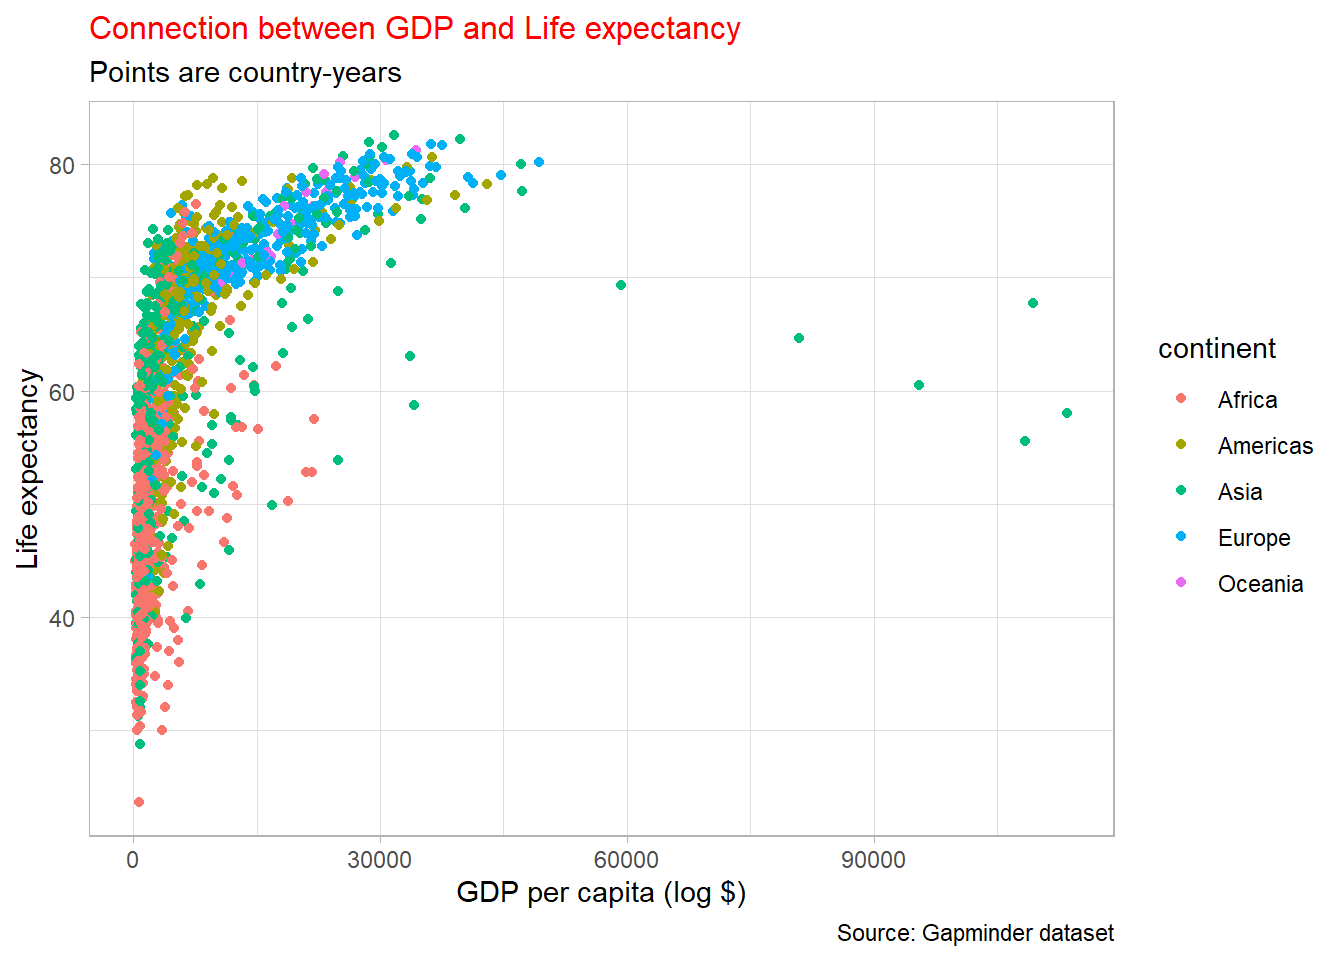 Connection between GDP and Life expectancy
Points are country-years
Life expectancy
80
60
40
0
30000
60000
90000
GDP per capita (log $)
continent
Africa
Americas
Asia
Europe
Oceania
Source: Gapminder dataset